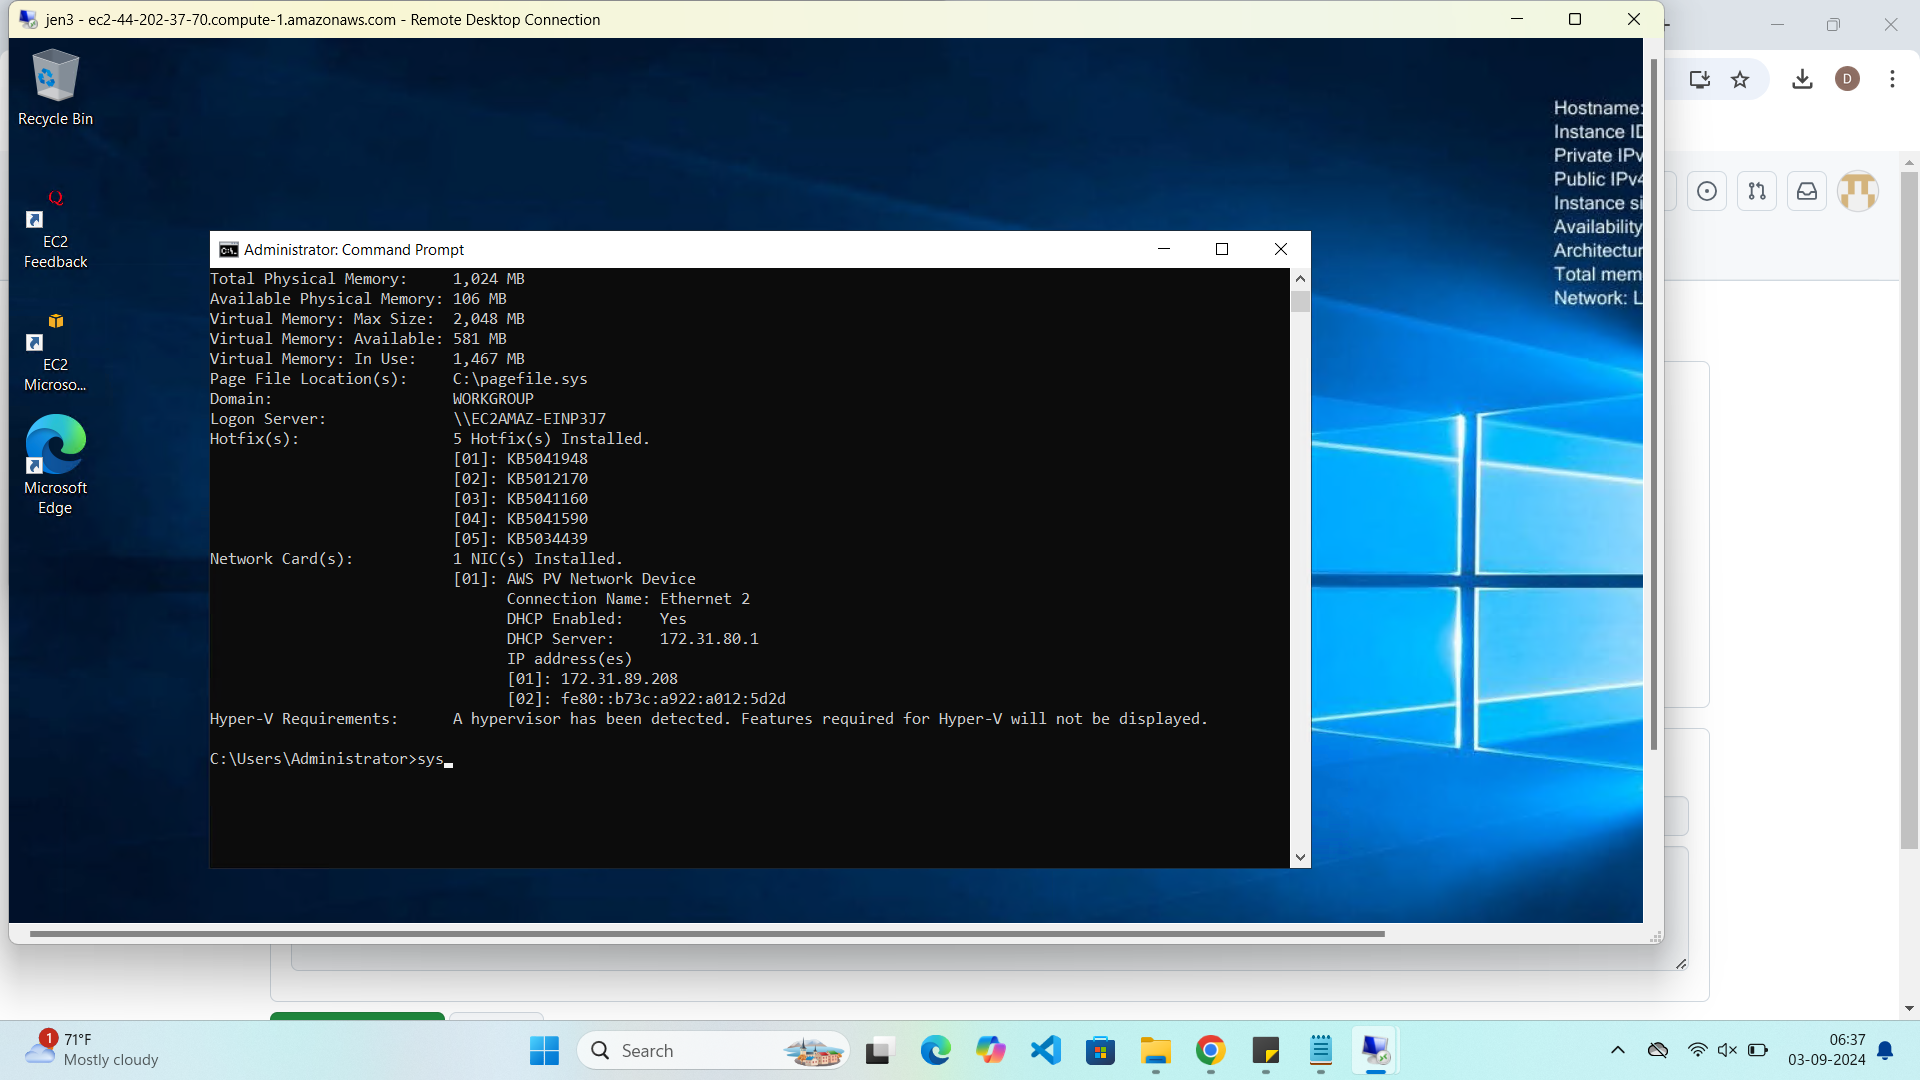 jen3 - ec2-44-202-37-70.compute-1.amazonaws.com - Remote Desktop Connection
D
Recycle Bin
EC2
Feedback
EC2
Microso...
Microsoft
Edge
Hostname:
Instance ID
Private IPv
Public IPv4
Instance si
Availability
Architectur
Total mem
Network: L
Administrator: Command Prompt
Total Physical Memory:     1,024 MB
Available Physical Memory: 106 MB
Virtual Memory: Max Size:  2,048 MB
Virtual Memory: Available: 581 MB
Virtual Memory: In Use:    1,467 MB
Page File Location(s):     C:\pagefile.sys
Domain:                    WORKGROUP
Logon Server:              \\EC2AMAZ-EINP3J7
Hotfix(s):                 5 Hotfix(s) Installed.
[01]: KB5041948
[02]: KB5012170
[03]: KB5041160
[04]: KB5041590
[05]: KB5034439
Network Card(s):           1 NIC(s) Installed.
[01]: AWS PV Network Device
Connection Name: Ethernet 2
DHCP Enabled:    Yes
DHCP Server:     172.31.80.1
IP address(es)
[01]: 172.31.89.208
[02]: fe80::b73c:a922:a012:5d2d
Hyper-V Requirements:      A hypervisor has been detected. Features required for Hyper-V will not be displayed.
C:\Users\Administrator>sys
1
71°F
Mostly cloudy
Search
06:37
03-09-2024